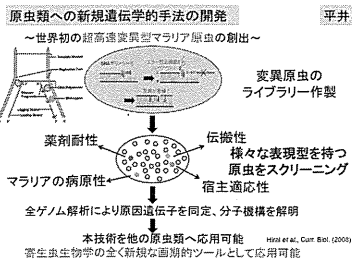 原虫類への新規遺伝学的手法の開発
平井
～世界初の超高速変異型マラリア原虫の創出～
変異原虫の
ライブラリー作製
薬剤耐性
伝搬性
様々な表現型を持つ
原虫をスクリーニング
マラリアの病原性
宿主適応性
全ゲノム解析により原因遺伝子を同定、分子機構を解明
本技術を他の原虫類へ応用可能
Hirai et al., Curr. Biol. (2008)
寄生虫生物学の全く新規な画期的ツールとして応用可能